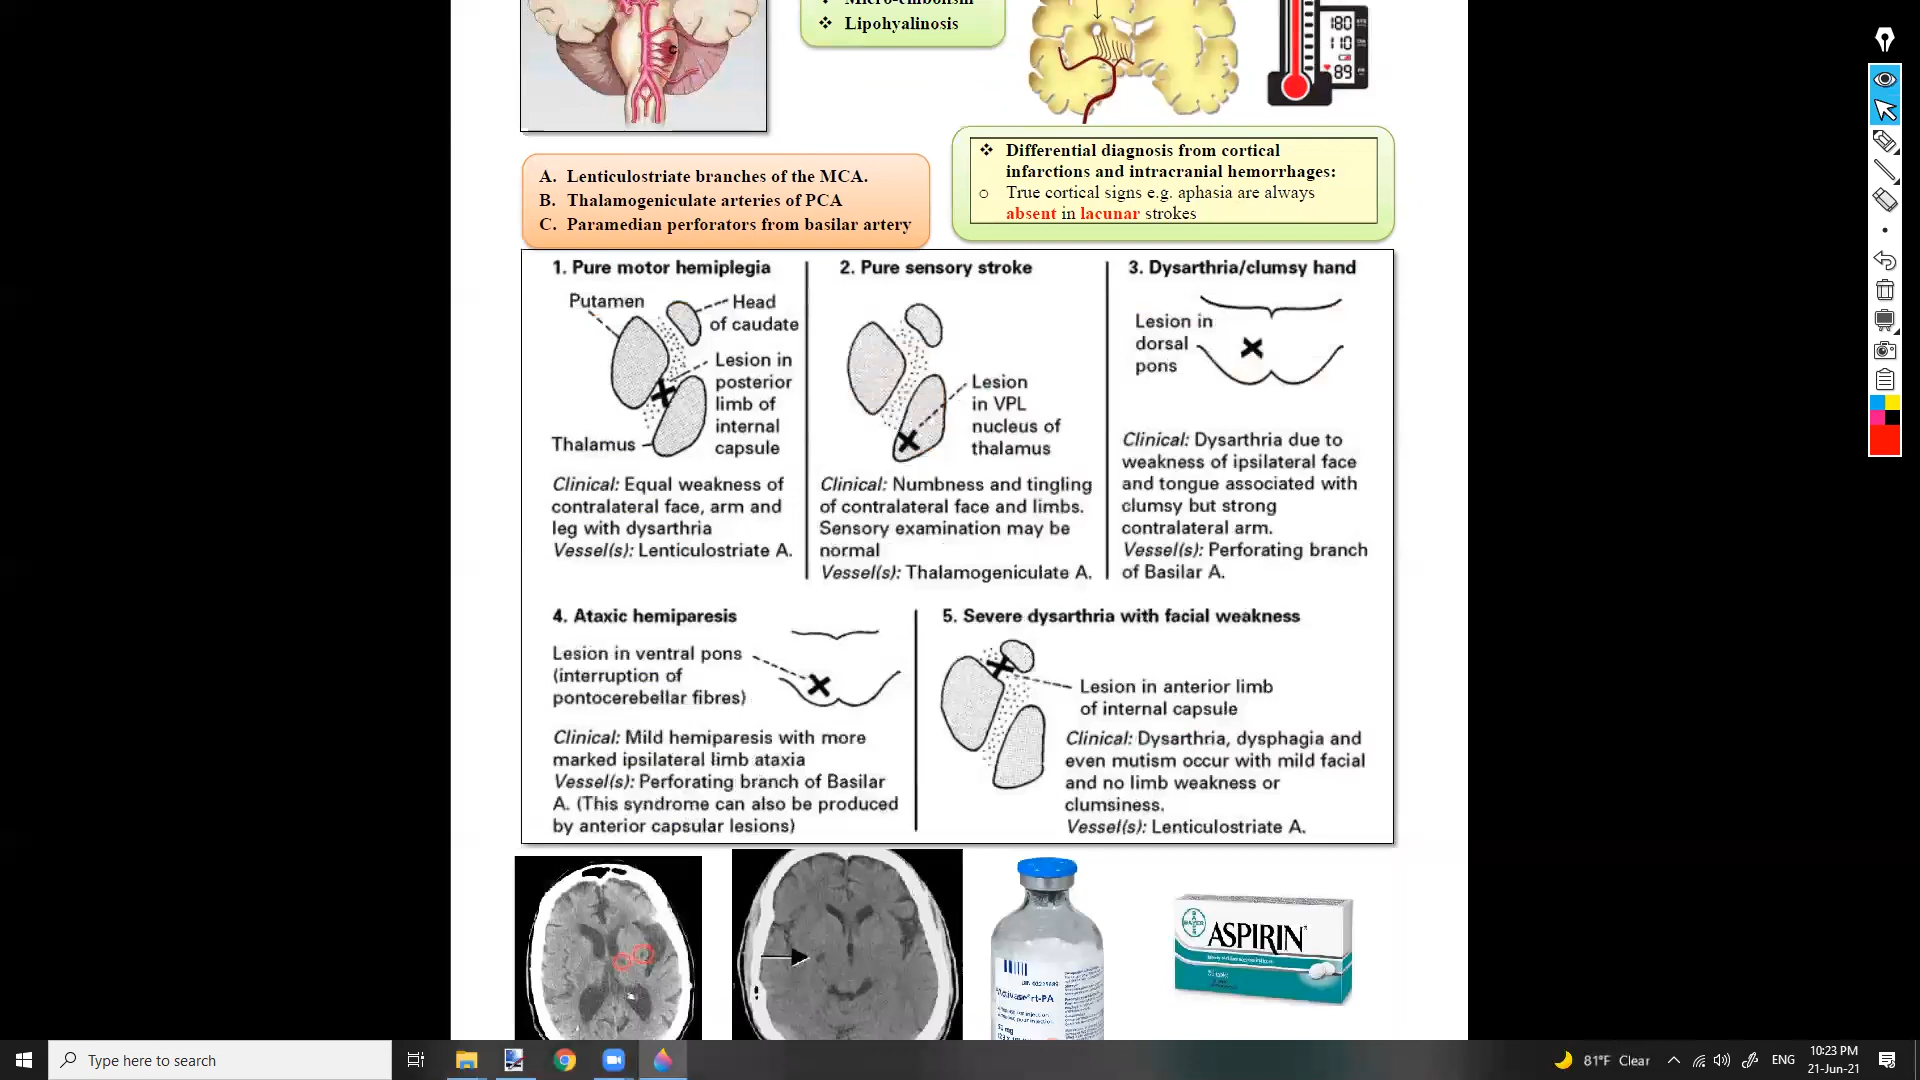 Micro-embolism
❖ Lipohyalinosis
180
110
89
A. Lenticulostriate branches of the MCA.
B. Thalamogeniculate arteries of PCA
C. Paramedian perforators from basilar artery
❖ Differential diagnosis from cortical
infarctions and intracranial hemorrhages:
o True cortical signs e.g. aphasia are always
absent in lacunar strokes
C
1. Pure motor hemiplegia
Putamen
Head
of caudate
Lesion in
posterior
limb of
internal
capsule
Thalamus
Clinical: Equal weakness of
contralateral face, arm and
leg with dysarthria
Vessel(s): Lenticulostriate A.
2. Pure sensory stroke
Lesion
in VPL
nucleus of
thalamus
Clinical: Numbness and tingling
of contralateral face and limbs.
Sensory examination may be
normal
Vessel(s): Thalamogeniculate A.
3. Dysarthria/clumsy hand
Lesion in
dorsal
pons
Clinical: Dysarthria due to
weakness of ipsilateral face
and tongue associated with
clumsy but strong
contralateral arm.
Vessel(s): Perforating branch
of Basilar A.
4. Ataxic hemiparesis
Lesion in ventral pons
(interruption of
pontocerebellar fibres)
Clinical: Mild hemiparesis with more
marked ipsilateral limb ataxia
Vessel(s): Perforating branch of Basilar
A. (This syndrome can also be produced
by anterior capsular lesions)
5. Severe dysarthria with facial weakness
Lesion in anterior limb
of internal capsule
Clinical: Dysarthria, dysphagia and
even mutism occur with mild facial
and no limb weakness or
clumsiness.
Vessel(s): Lenticulostriate A.
Activase® rt-PA
BAYER
ASPIRIN
Type here to search
81°F Clear
ENG
10:23 PM
21-Jun-21